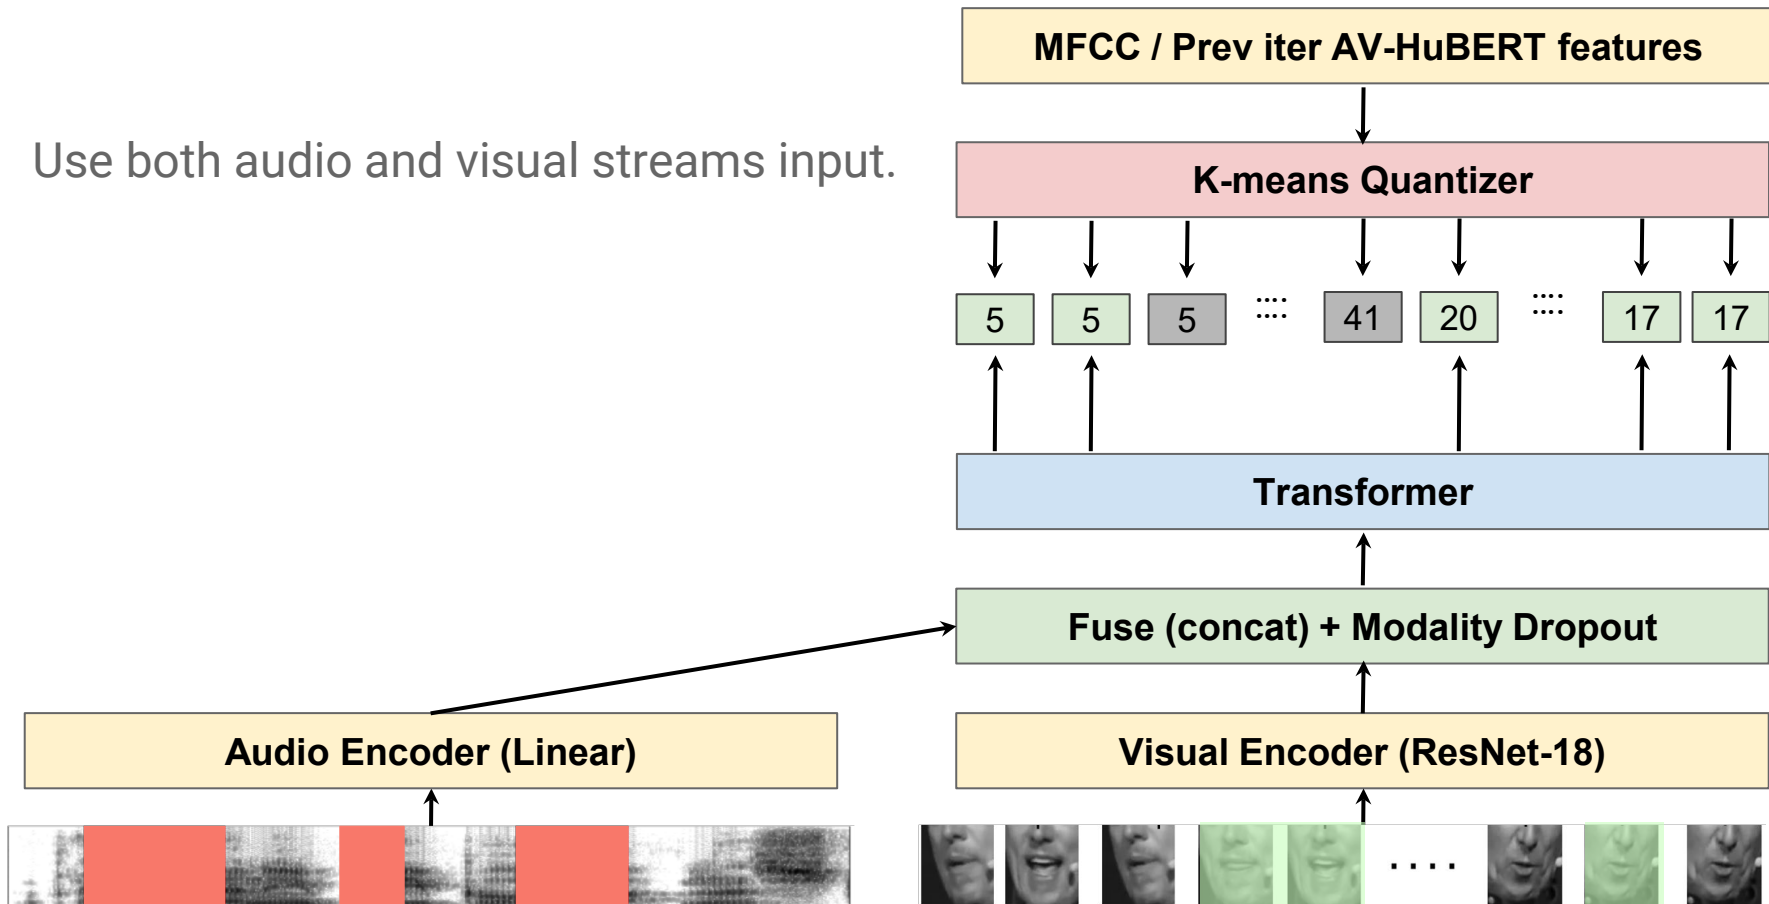 MFCC / Prev iter AV-HuBERT features
Use both audio and visual streams input.
K-means Quantizer
5 5 5 :::: 41 20 :::: 17 17
Transformer
Fuse (concat) + Modality Dropout
Audio Encoder (Linear)
Visual Encoder (ResNet-18)
. . . .